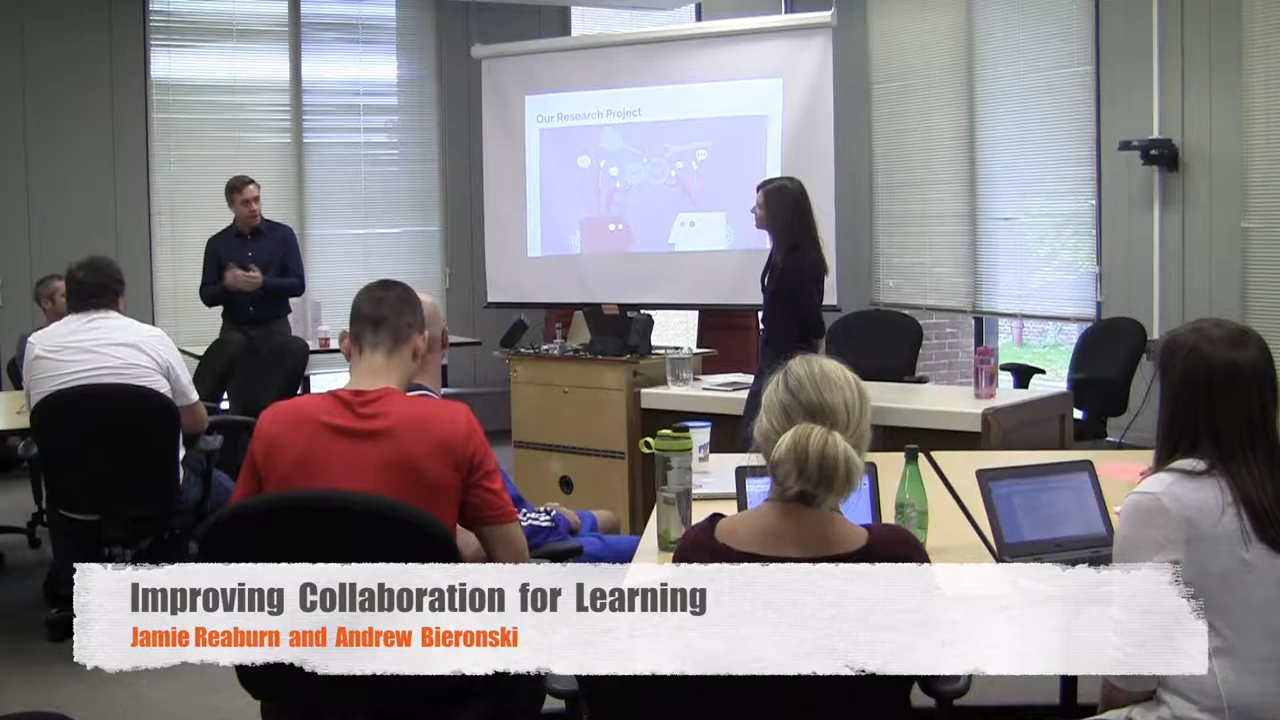 Our Research Project
Improving Collaboration for Learning
Jamie Reaburn and Andrew Bieronski